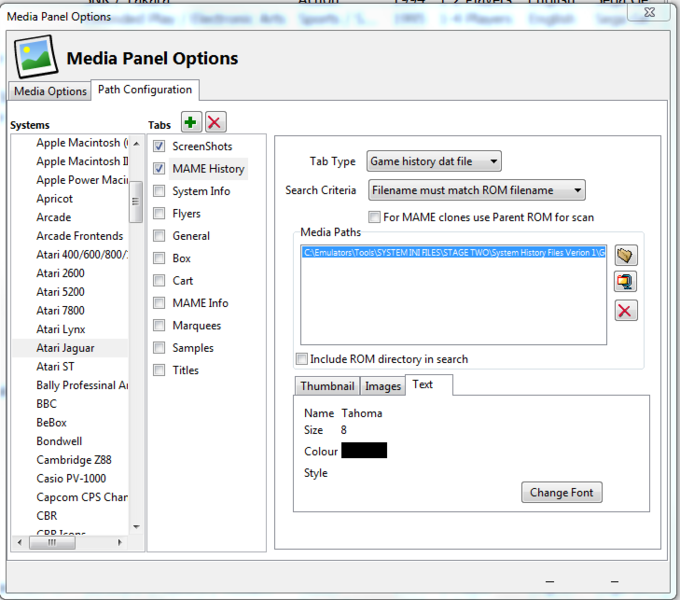 Media Panel Options
Media Panel Options
Media Options
Path Configuration
Systems
Apple Macintosh (
Apple Macintosh II
Apple Power Macin
Apricot
Arcade
Arcade Frontends
Atari 400/600/800/
Atari 2600
Atari 5200
Atari 7800
Atari Lynx
Atari Jaguar
Atari ST
Bally Professinal Ar
BBC
BeBox
Bondwell
Cambridge Z88
Casio PV-1000
Capcom CPS Char
CBR
CBR Icons
Tabs
ScreenShots
MAME History
System Info
Flyers
General
Box
Cart
MAME Info
Marquees
Samples
Titles
Tab Type Game history dat file
Search Criteria Filename must match ROM filename
For MAME clones use Parent ROM for scan
Media Paths
C:\Emulators\Tools\SYSTEM INI FILES\STAGE TWO\System History Files Verion 1\G
Include ROM directory in search
Thumbnail Images Text
Name Tahoma
Size 8
Colour
Style
Change Font